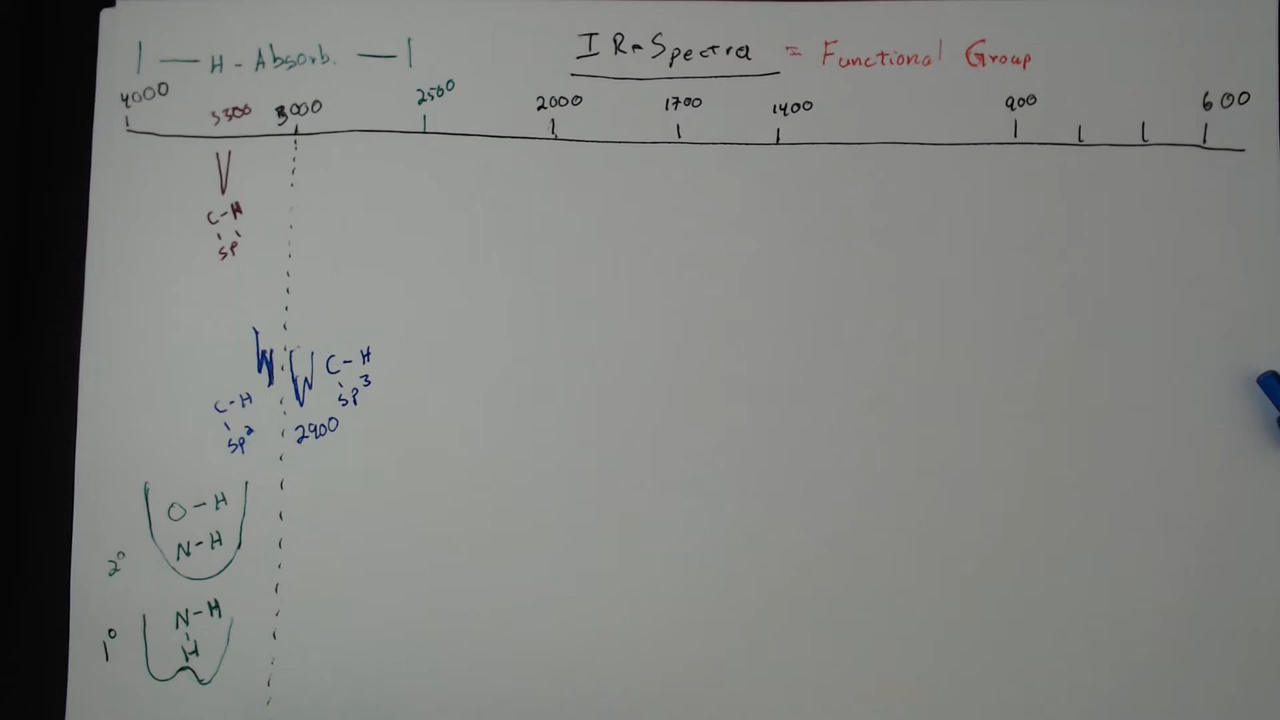 |— H - Absorb. —|
IR-Spectra = Functional Group
4000 3300 3000 2500 2000 1700 1400 900 600
C-H
sp
C-H
sp3
C-H
sp2
2900
O-H
N-H
2°
N-H
H
1°